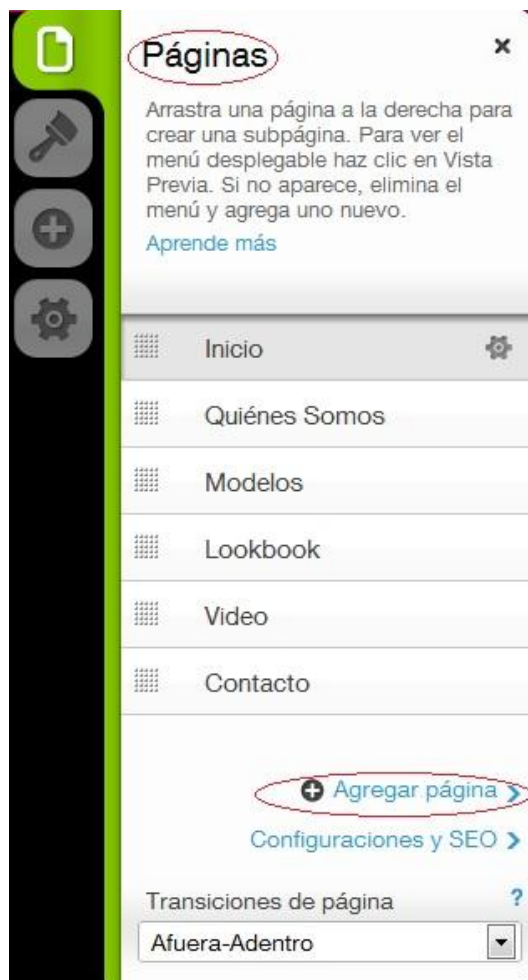 Páginas
Arrastra una página a la derecha para
crear una subpágina. Para ver el
menú desplegable haz clic en Vista
Previa. Si no aparece, elimina el
menú y agrega uno nuevo.
Aprende más
Inicio
Quiénes Somos
Modelos
Lookbook
Video
Contacto
Agregar página
Configuraciones y SEO
Transiciones de página ?
Afuera-Adentro